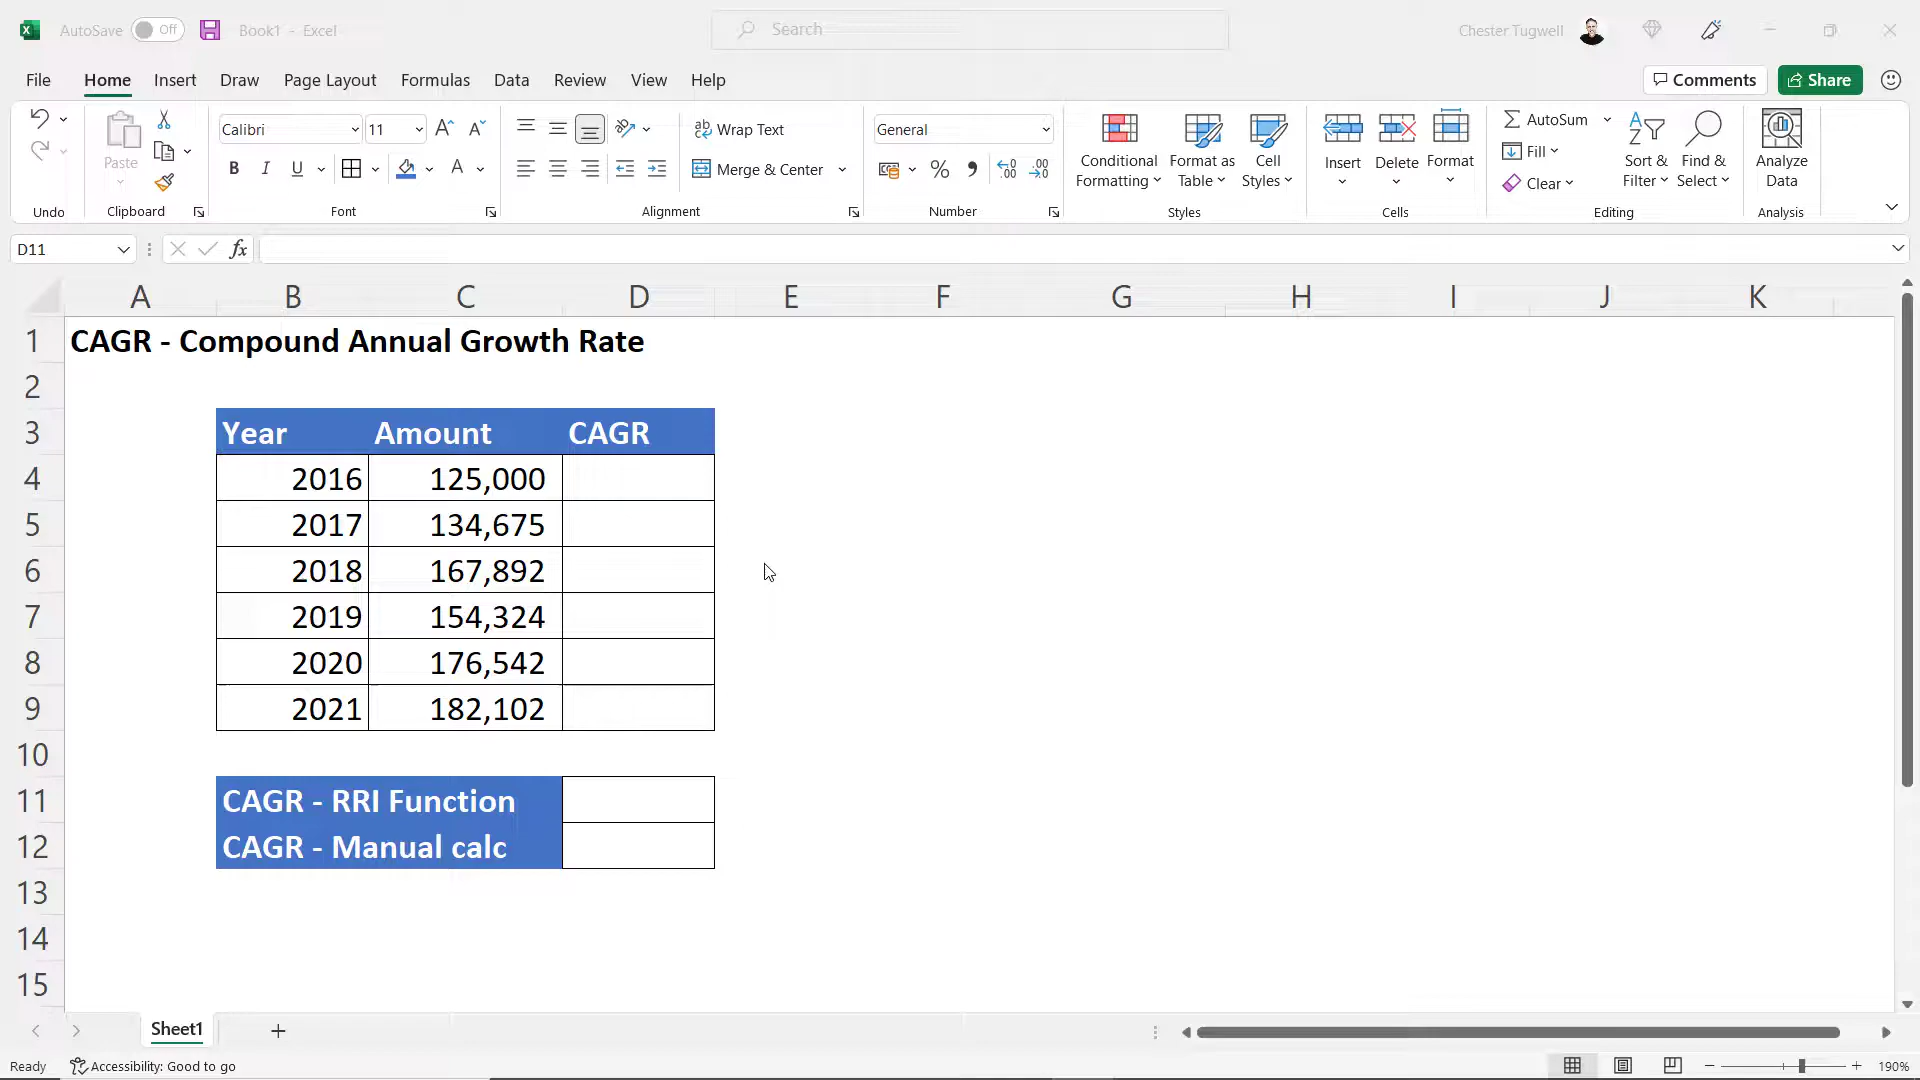 AutoSave Off Book1 - Excel Search Chester Tugwell
File Home Insert Draw Page Layout Formulas Data Review View Help Comments Share
Calibri 11 Wrap Text General AutoSum
Paste B I U A Merge & Center % Conditional Formatting Format as Table Cell Styles Insert Delete Format Fill Clear Sort & Filter Find & Select Analyze Data
Undo Clipboard Font Alignment Number Styles Cells Editing Analysis
D11 fx
A B C D E F G H I J K
1 CAGR - Compound Annual Growth Rate
2
3 Year Amount CAGR
4 2016 125,000
5 2017 134,675
6 2018 167,892
7 2019 154,324
8 2020 176,542
9 2021 182,102
10
11 CAGR - RRI Function
12 CAGR - Manual calc
13
14
15
Sheet1
Ready Accessibility: Good to go 190%